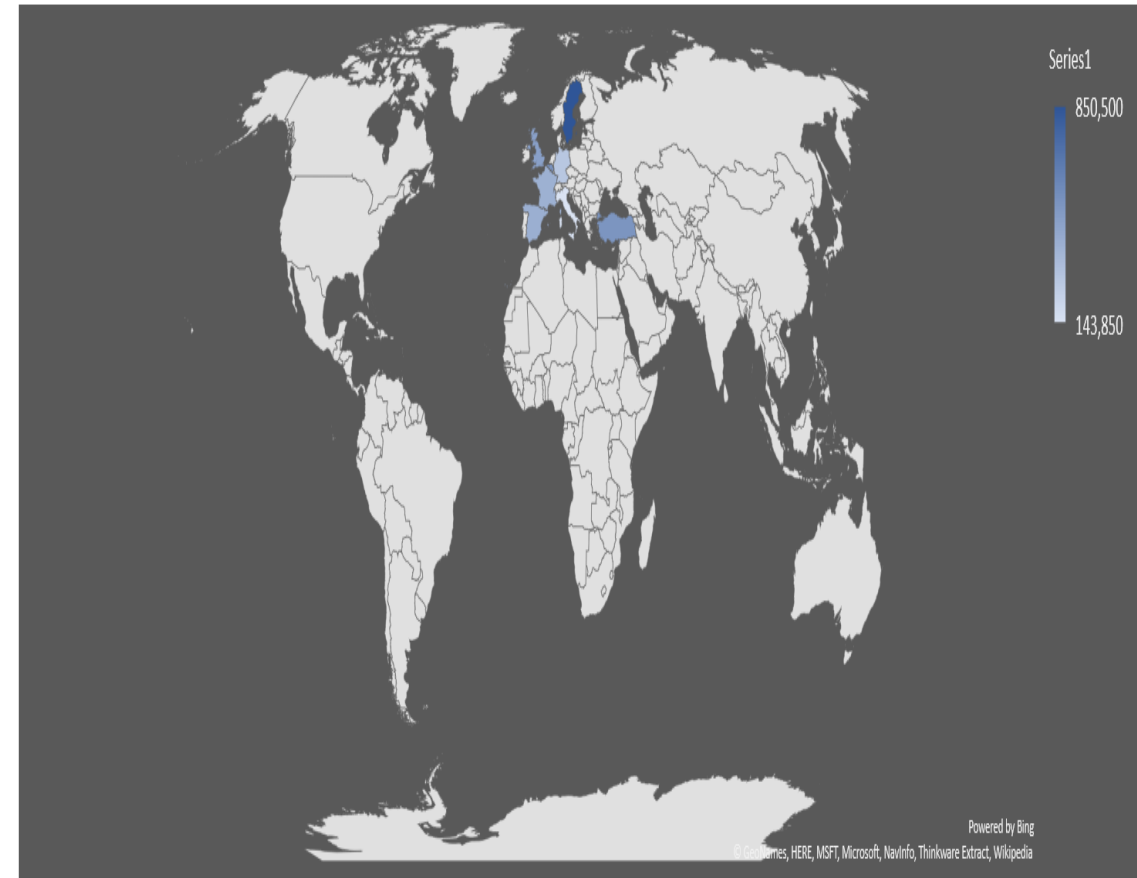 Series1
850,500
143,850
Powered by Bing
© GeoNames, HERE, MSFT, Microsoft, NavInfo, Thinkware Extract, Wikipedia